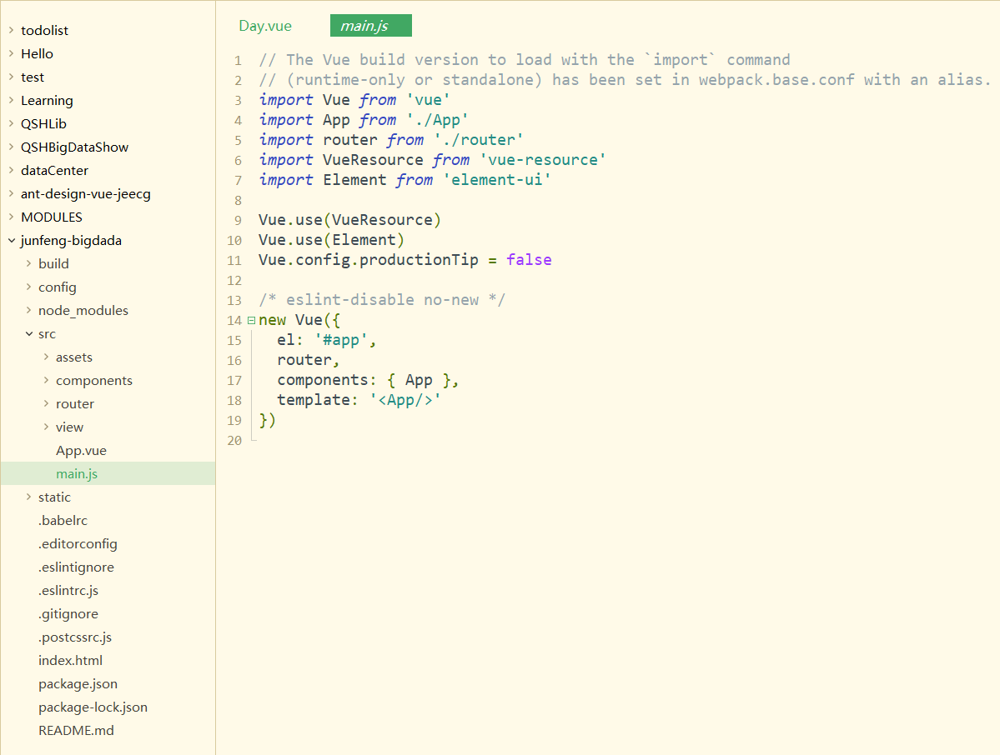 todolist
Hello
test
Learning
QSHLib
QSHBigDataShow
dataCenter
ant-design-vue-jeecg
MODULES
junfeng-bigdada
build
config
node_modules
src
assets
components
router
view
App.vue
main.js
static
.babelrc
.editorconfig
.eslintignore
.eslintrc.js
.gitignore
.postcssrc.js
index.html
package.json
package-lock.json
README.md
Day.vue main.js
1 // The Vue build version to load with the `import` command
2 // (runtime-only or standalone) has been set in webpack.base.conf with an alias.
3 import Vue from 'vue'
4 import App from './App'
5 import router from './router'
6 import VueResource from 'vue-resource'
7 import Element from 'element-ui'
8
9 Vue.use(VueResource)
10 Vue.use(Element)
11 Vue.config.productionTip = false
12
13 /* eslint-disable no-new */
14 new Vue({
15   el: '#app',
16   router,
17   components: { App },
18   template: '<App/>'
19 })
20